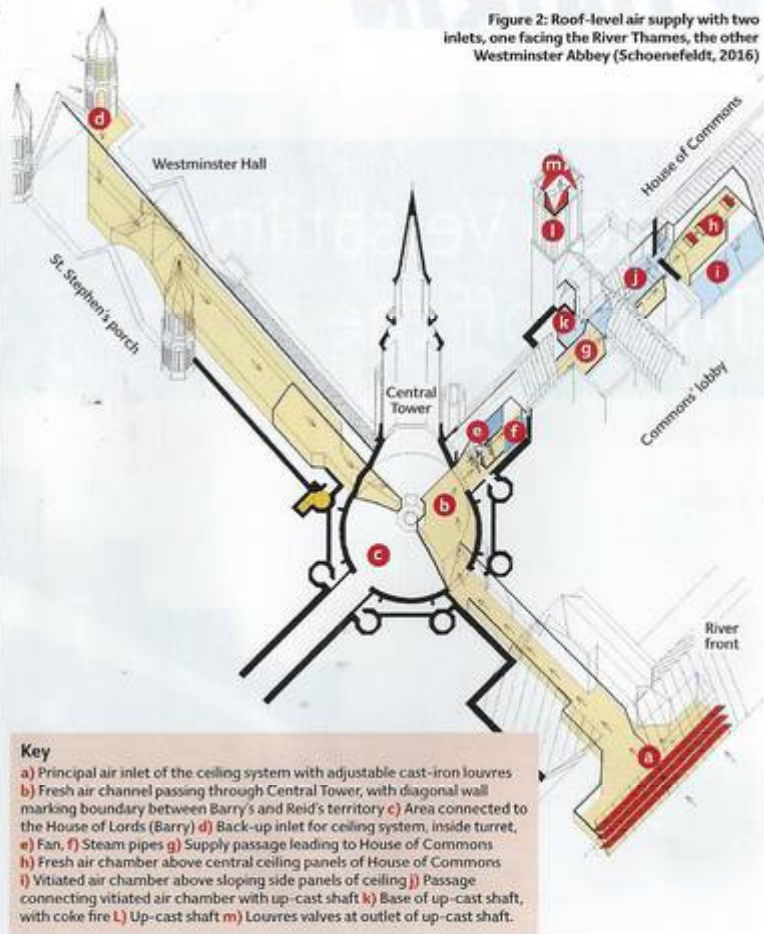 Figure 2: Roof-level air supply with two
inlets, one facing the River Thames, the other
Westminster Abbey (Schoenefeldt, 2016)
d
Westminster Hall
House of Commons
m
l
h
i
j
St. Stephen's porch
k
g
Central
Tower
Commons' lobby
e
f
b
c
River
front
a
Key
a) Principal air inlet of the ceiling system with adjustable cast-iron louvres
b) Fresh air channel passing through Central Tower, with diagonal wall
marking boundary between Barry's and Reid's territory c) Area connected to
the House of Lords (Barry) d) Back-up inlet for ceiling system, inside turret,
e) Fan, f) Steam pipes g) Supply passage leading to House of Commons
h) Fresh air chamber above central ceiling panels of House of Commons
i) Vitiated air chamber above sloping side panels of ceiling j) Passage
connecting vitiated air chamber with up-cast shaft k) Base of up-cast shaft,
with coke fire L) Up-cast shaft m) Louvres valves at outlet of up-cast shaft.